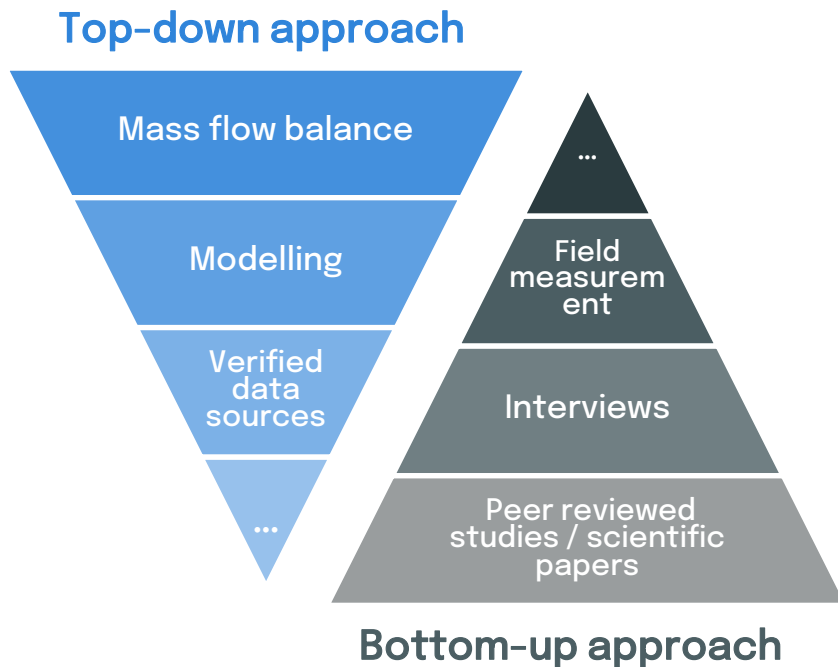 Top-down approach
Mass flow balance
Modelling
Verified
data
sources
...
...
Field
measurem
ent
Interviews
Peer reviewed
studies / scientific
papers
Bottom-up approach